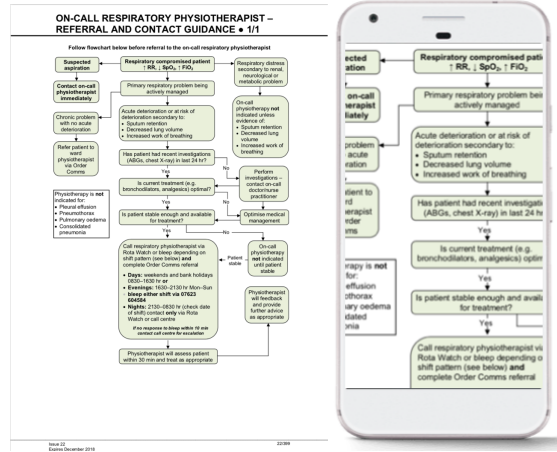 ON-CALL RESPIRATORY PHYSIOTHERAPIST –
REFERRAL AND CONTACT GUIDANCE ● 1/1
Follow flowchart below before referral to the on-call respiratory physiotherapist
Suspected
aspiration
Respiratory compromised patient
↑ RR, ↓ SpO₂, ↑ FiO₂
Respiratory distress
secondary to renal,
neurological or
metabolic problem
Contact on-call
physiotherapist
immediately
Primary respiratory problem being
actively managed
Chronic problem
with no acute
deterioration
Acute deterioration or at risk of
deterioration secondary to:
• Sputum retention
• Decreased lung volume
• Increased work of breathing
On-call
physiotherapy not
indicated unless
evidence of:
• Sputum retention
• Decreased lung
volume
• Increased work of
breathing
Refer patient to
ward
physiotherapist
via Order
Comms
Has patient had recent investigations
(ABGs, chest X-ray) in last 24 hr?
No
Yes
Perform
investigations –
contact on-call
doctor/nurse
practitioner
Is current treatment (e.g.
bronchodilators, analgesics) optimal?
No
Yes
Physiotherapy is not
indicated for:
• Pleural effusion
• Pneumothorax
• Pulmonary oedema
• Consolidated
pneumonia
Is patient stable enough and available
for treatment?
Optimise medical
management
No
Yes
Call respiratory physiotherapist via
Rota Watch or bleep depending on
shift pattern (see below) and
complete Order Comms referral
• Days: weekends and bank holidays
0830–1630 hr or
• Evenings: 1630–2130 hr Mon–Sun
- bleep either shift via 07623
604584
• Nights: 2130–0830 hr (check date
of shift) contact only via Rota
Watch or call centre
If no response to bleep within 10 min
contact call centre for escalation
Patient
stable
On-call
physiotherapy
not indicated
until patient
stable
Physiotherapist
will feedback
and provide
further advice
as appropriate
Physiotherapist will assess patient
within 30 min and treat as appropriate
Issue 22
Expires December 2018
22/399
ected
ration
Respiratory compromised patient
↑ RR, ↓ SpO₂, ↑ FiO₂
on-call
herapist
liately
Primary respiratory problem bei
actively managed
problem
acute
ration
Acute deterioration or at risk of
deterioration secondary to:
• Sputum retention
• Decreased lung volume
• Increased work of breathing
tient to
rd
erapist
rder
ms
Has patient had recent investigati
(ABGs, chest X-ray) in last 24 hr
Yes
Is current treatment (e.g.
bronchodilators, analgesics) optim
Yes
rapy is not
for:
effusion
othorax
ary oedema
dated
onia
Is patient stable enough and availa
for treatment?
Yes
Call respiratory physiotherapist via
Rota Watch or bleep depending o
shift pattern (see below) and
complete Order Comms referral